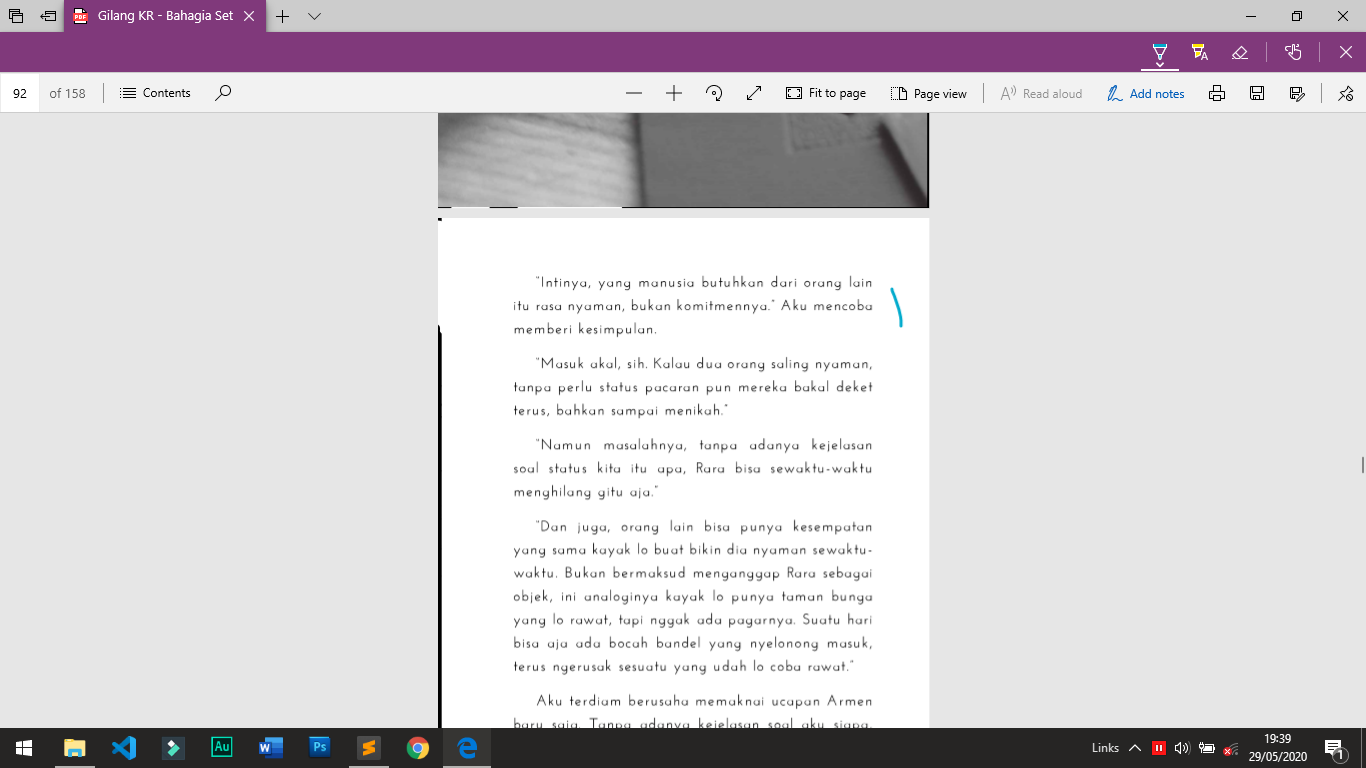 Gilang KR - Bahagia Set
92 of 158
Contents
Fit to page
Page view
Read aloud
Add notes
"Intinya, yang manusia butuhkan dari orang lain
itu rasa nyaman, bukan komitmennya." Aku mencoba
memberi kesimpulan.
"Masuk akal, sih. Kalau dua orang saling nyaman,
tanpa perlu status pacaran pun mereka bakal deket
terus, bahkan sampai menikah."
"Namun masalahnya, tanpa adanya kejelasan
soal status kita itu apa, Rara bisa sewaktu-waktu
menghilang gitu aja."
"Dan juga, orang lain bisa punya kesempatan
yang sama kayak lo buat bikin dia nyaman sewaktu-
waktu. Bukan bermaksud menganggap Rara sebagai
objek, ini analoginya kayak lo punya taman bunga
yang lo rawat, tapi nggak ada pagarnya. Suatu hari
bisa aja ada bocah bandel yang nyelonong masuk,
terus ngerusak sesuatu yang udah lo coba rawat."
Aku terdiam berusaha memaknai ucapan Armen
baru saja. Tanpa adanya kejelasan soal aku siapa,
Links
19:39
29/05/2020
1